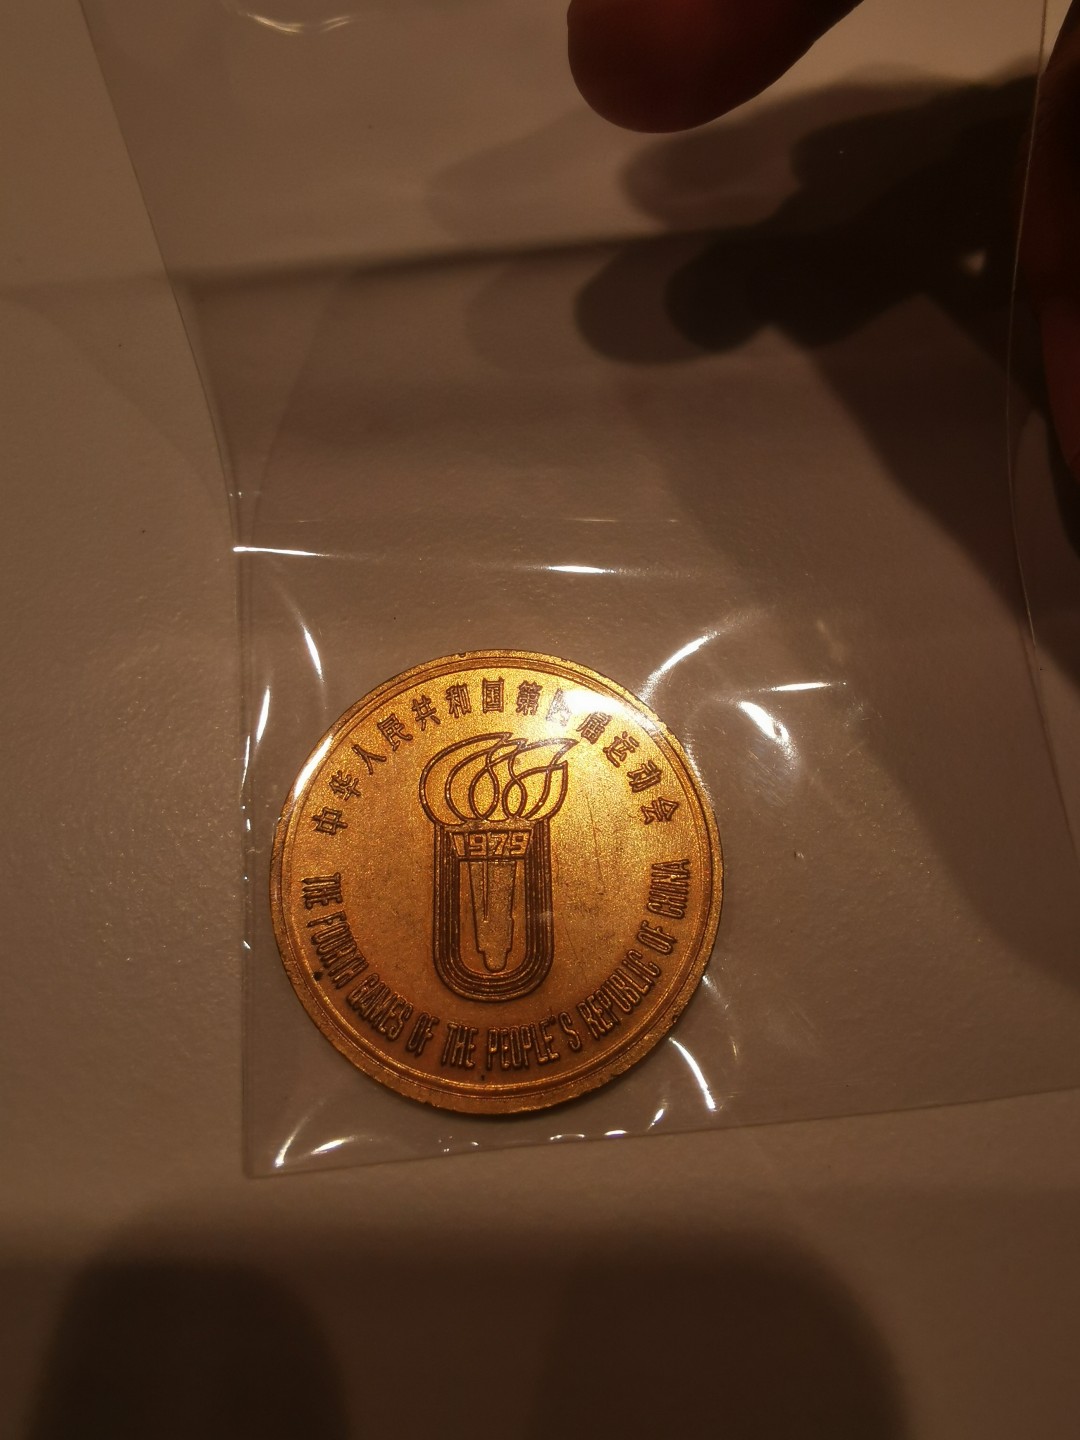 中华人民共和国第四届运动会
1979
THE FOURTH GAMES OF THE PEOPLE'S REPUBLIC OF CHINA